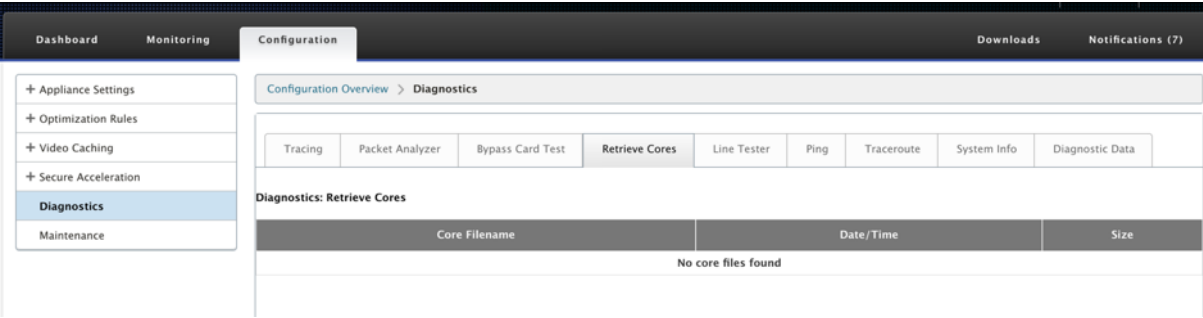 Dashboard Monitoring Configuration Downloads Notifications (7)
+ Appliance Settings
+ Optimization Rules
+ Video Caching
+ Secure Acceleration
Diagnostics
Maintenance
Configuration Overview > Diagnostics
Tracing Packet Analyzer Bypass Card Test Retrieve Cores Line Tester Ping Traceroute System Info Diagnostic Data
Diagnostics: Retrieve Cores
Core Filename Date/Time Size
No core files found